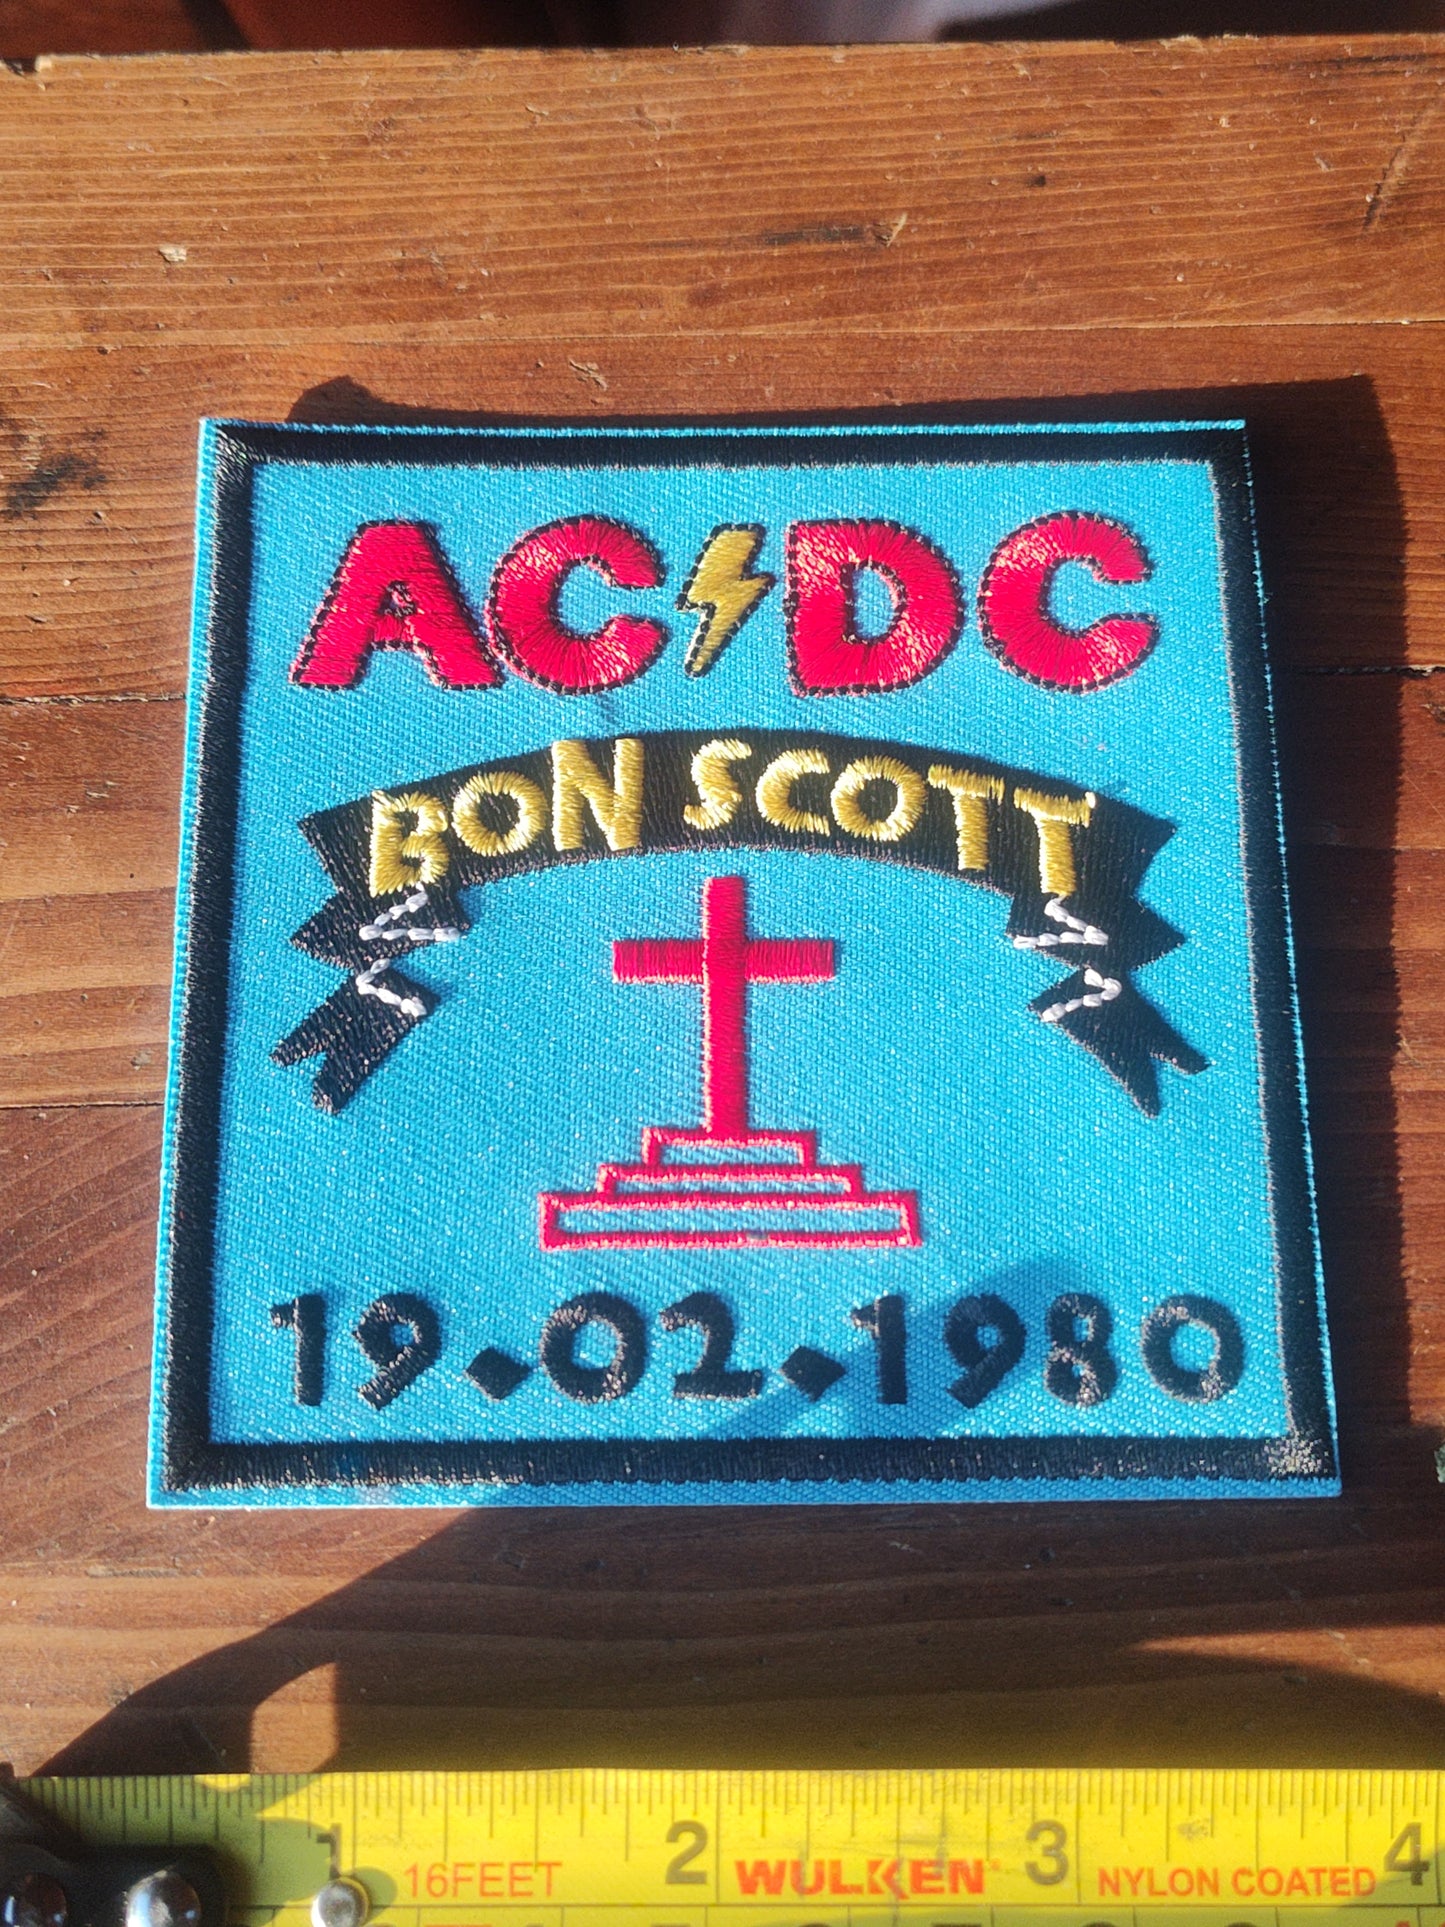 AC⚡DC
BON SCOTT
19.02.1980
1 2 3 4
16FEET WULKEN® NYLON COATED